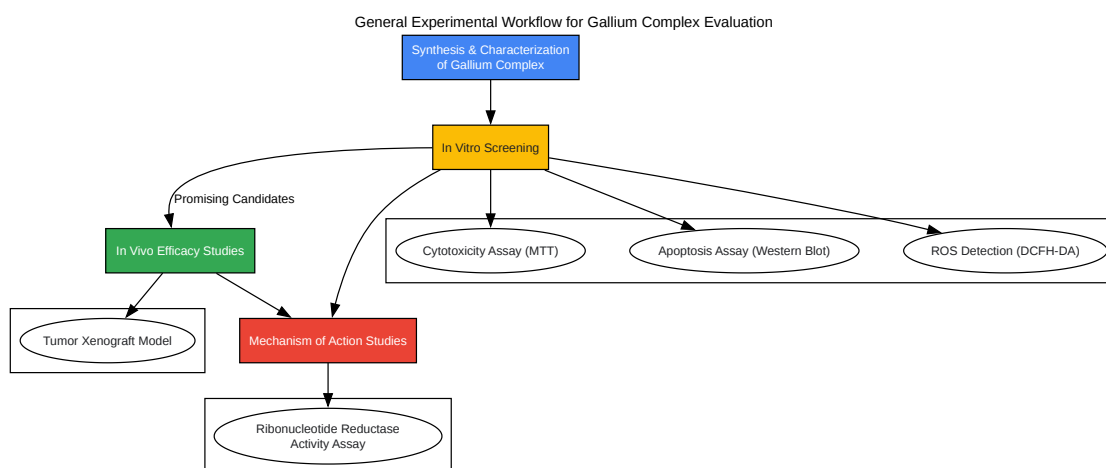 General Experimental Workflow for Gallium Complex Evaluation
Synthesis & Characterization
of Gallium Complex
In Vitro Screening
Promising Candidates
In Vivo Efficacy Studies
Cytotoxicity Assay (MTT)
Apoptosis Assay (Western Blot)
ROS Detection (DCFH-DA)
Tumor Xenograft Model
Mechanism of Action Studies
Ribonucleotide Reductase
Activity Assay